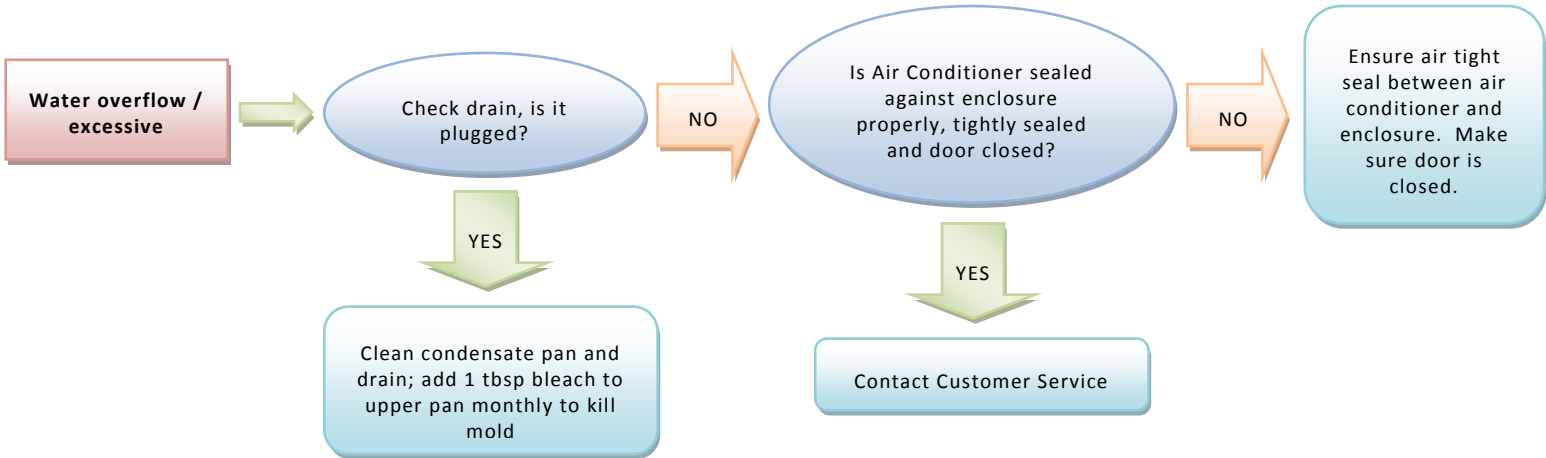 Water overflow /
excessive
Check drain, is it
plugged?
NO
Is Air Conditioner sealed
against enclosure
properly, tightly sealed
and door closed?
NO
Ensure air tight
seal between air
conditioner and
enclosure.  Make
sure door is
closed.
YES
YES
Clean condensate pan and
drain; add 1 tbsp bleach to
upper pan monthly to kill
mold
Contact Customer Service